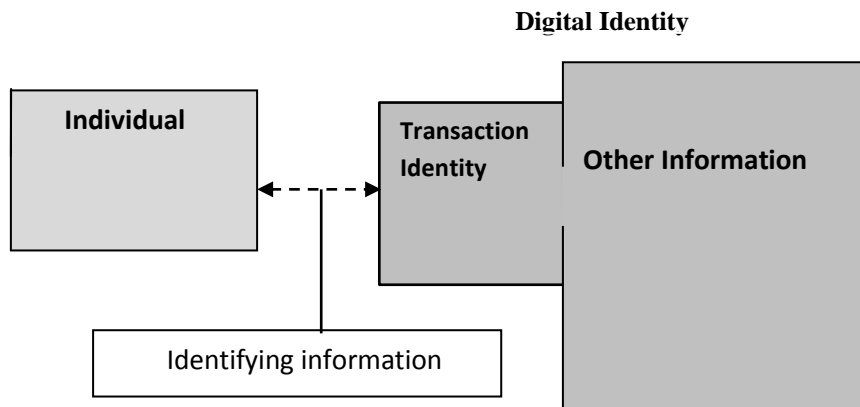 Digital Identity
Individual
Transaction
Identity
Other Information
Identifying information